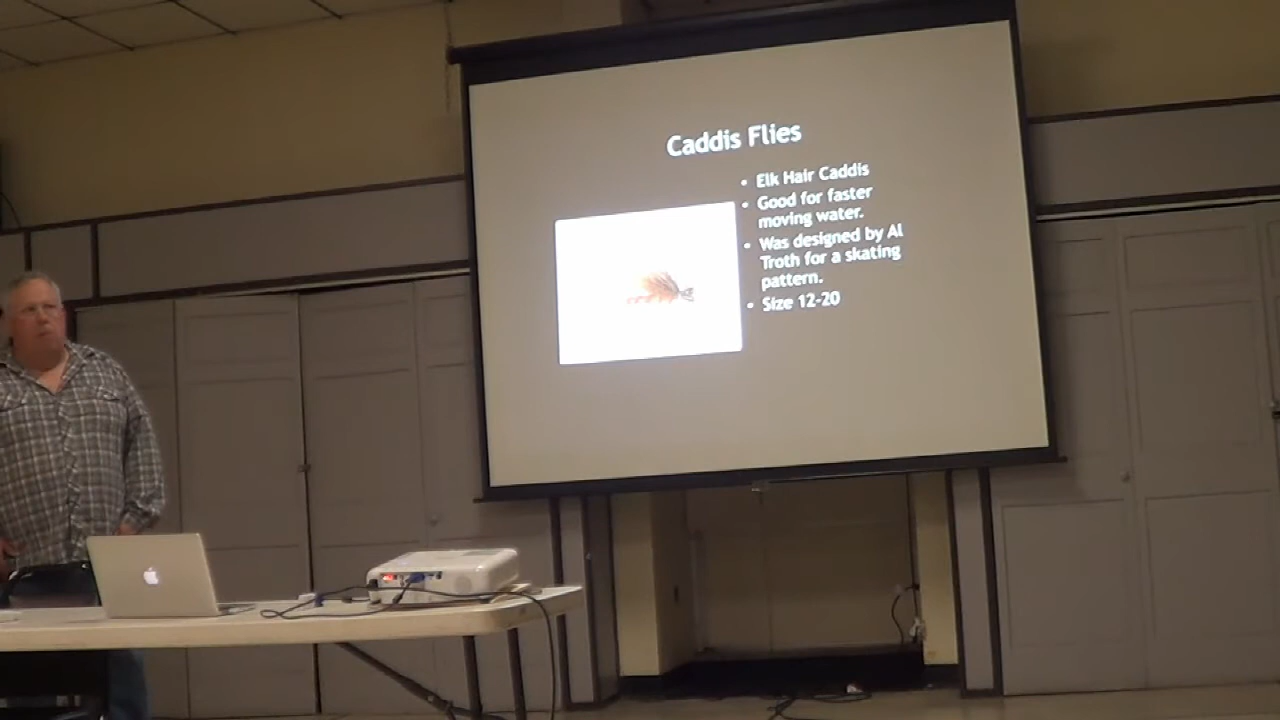 Caddis Flies
• Elk Hair Caddis
• Good for faster
moving water.
• Was designed by Al
Troth for a skating
pattern.
• Size 12-20